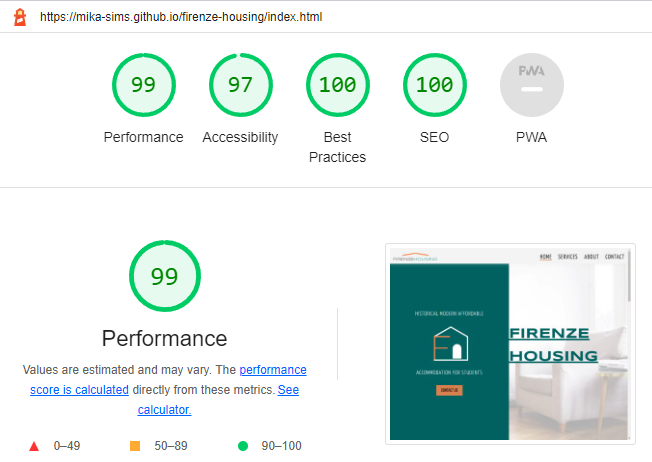 https://mika-sims.github.io/firenze-housing/index.html
99
97
100
100
PWA
Performance
Accessibility
Best
Practices
SEO
PWA
99
Performance
Values are estimated and may vary. The performance
score is calculated directly from these metrics. See
calculator.
0–49
50–89
90–100
FIRENZEHOUSING
HOME
SERVICES
ABOUT
CONTACT
HISTORICAL MODERN AFFORDABLE
FIRENZE
HOUSING
ACCOMMODATION FOR STUDENTS
CONTACT US